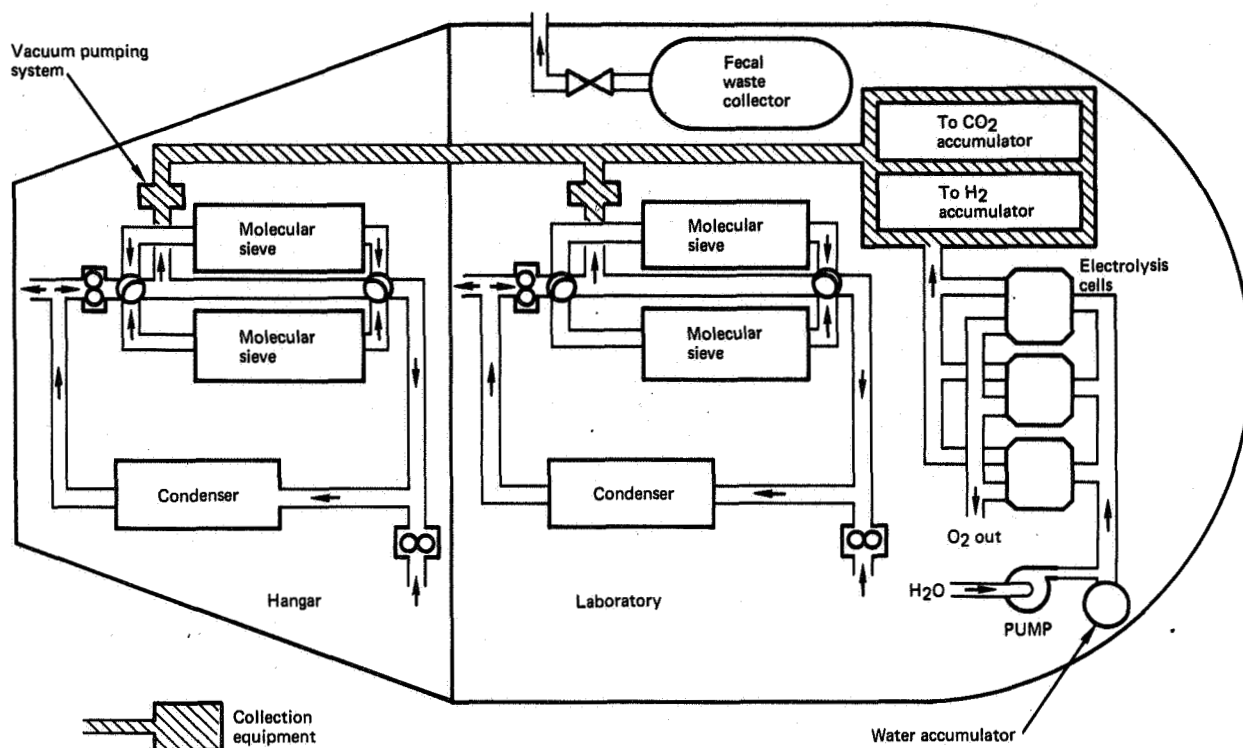 Vacuum pumping
system
Fecal
waste
collector
To CO2
accumulator
To H2
accumulator
Molecular
sieve
Molecular
sieve
Molecular
sieve
Molecular
sieve
Electrolysis
cells
Condenser
Condenser
O2 out
H2O
PUMP
Hangar
Laboratory
Collection
equipment
Water accumulator